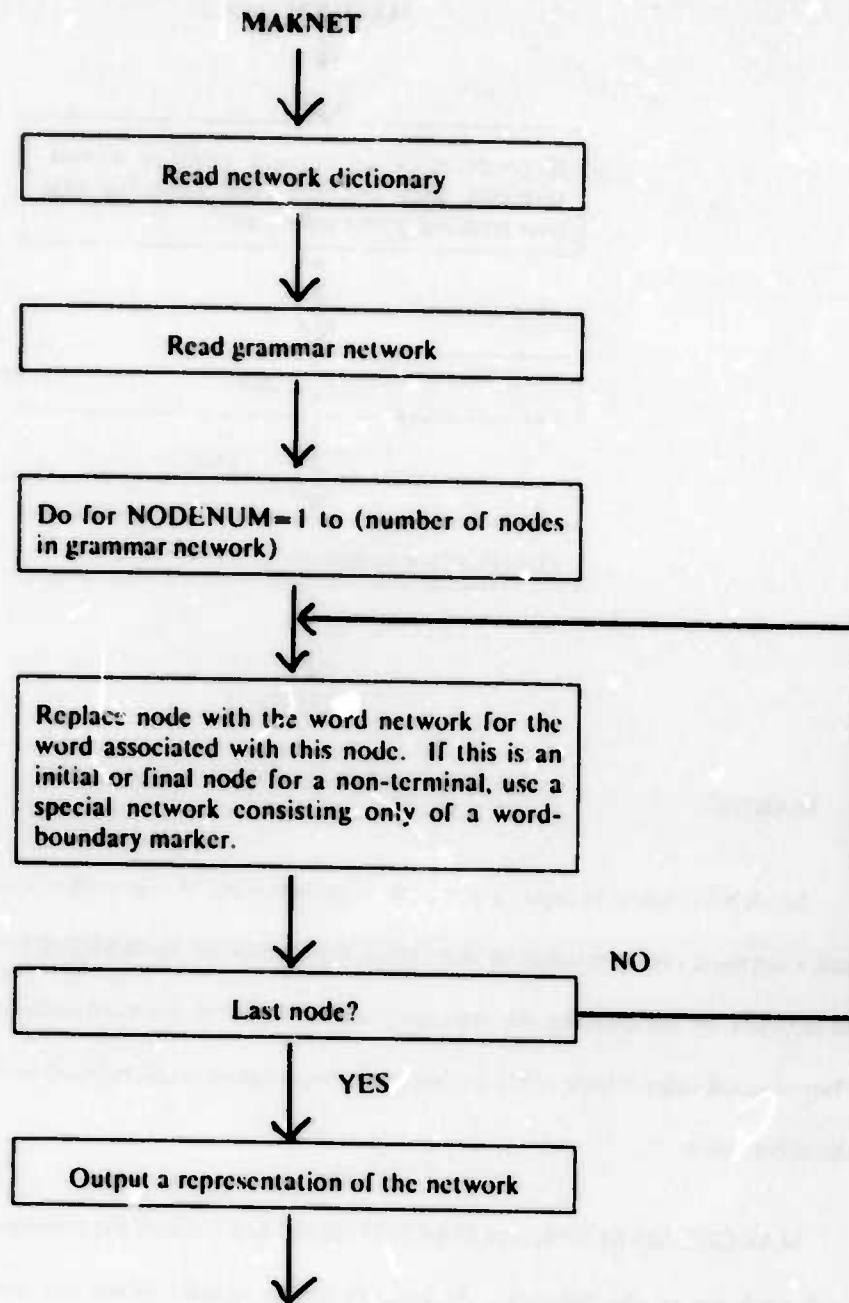 MAKNET
Read network dictionary
Read grammar network
Do for NODENUM=1 to (number of nodes
in grammar network)
Replace node with the word network for the
word associated with this node. If this is an
initial or final node for a non-terminal, use a
special network consisting only of a word-
boundary marker.
NO
Last node?
YES
Output a representation of the network